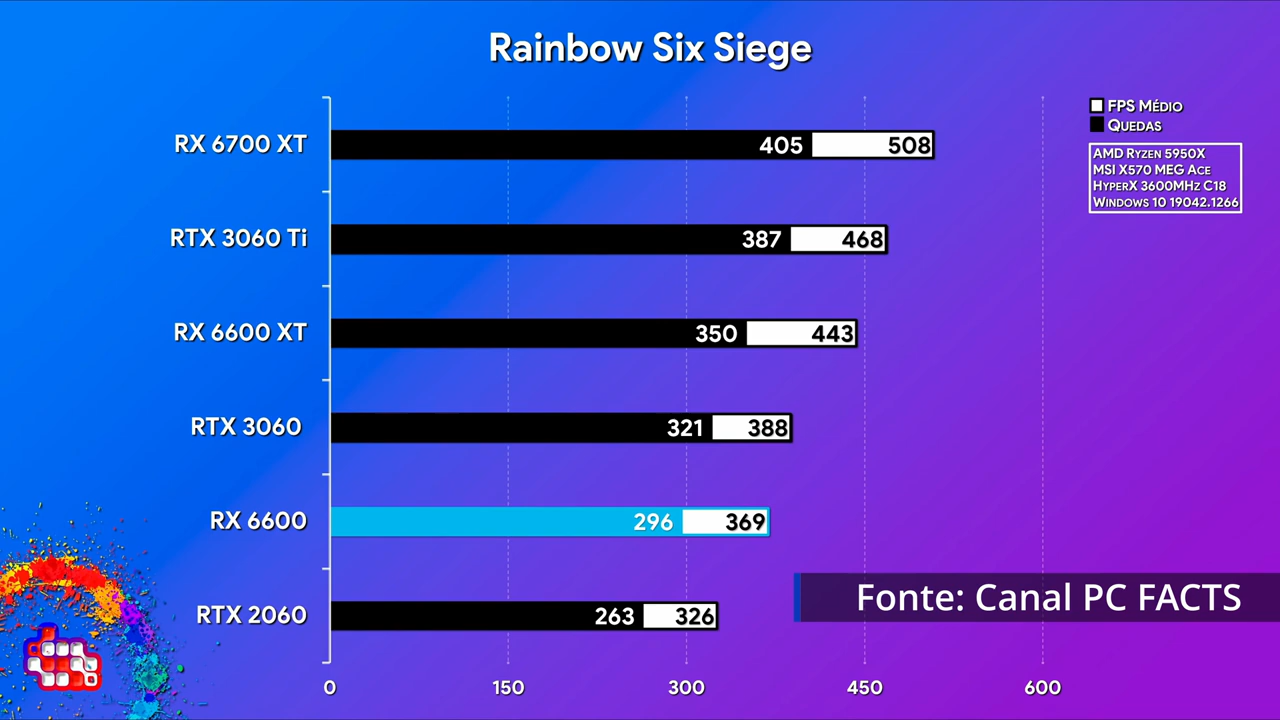 Rainbow Six Siege
FPS Médio
Quedas
AMD Ryzen 5950X
MSI X570 MEG Ace
HyperX 3600MHz C18
Windows 10 19042.1266
RX 6700 XT 405 508
RTX 3060 Ti 387 468
RX 6600 XT 350 443
RTX 3060 321 388
RX 6600 296 369
RTX 2060 263 326
Fonte: Canal PC FACTS
0 150 300 450 600